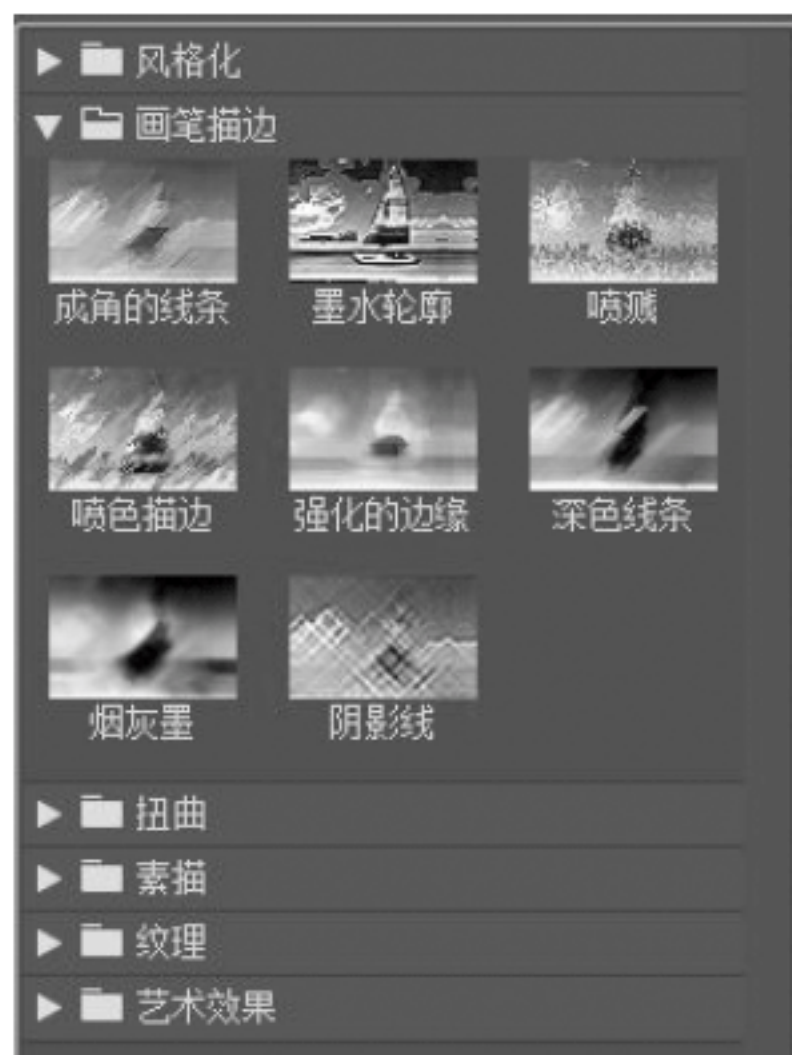 风格化
画笔描边
成角的线条 墨水轮廓 喷溅
喷色描边 强化的边缘 深色线条
烟灰墨 阴影线
扭曲
素描
纹理
艺术效果